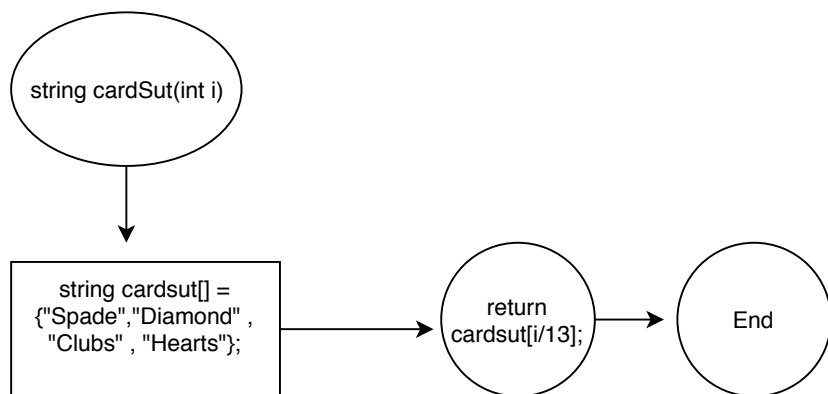 string cardSut(int i)
string cardsut[] =
{"Spade","Diamond" ,
"Clubs" , "Hearts"};
return
cardsut[i/13];
End